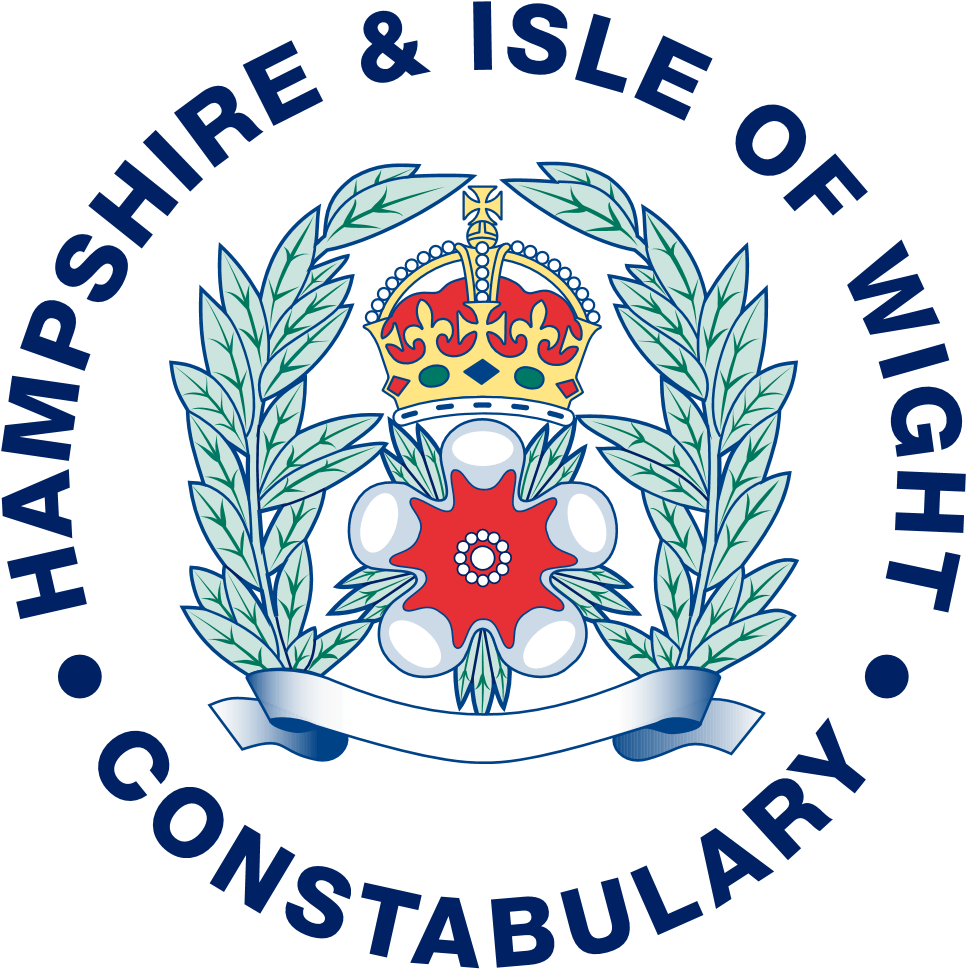 HAMPSHIRE & ISLE OF WIGHT
• CONSTABULARY •